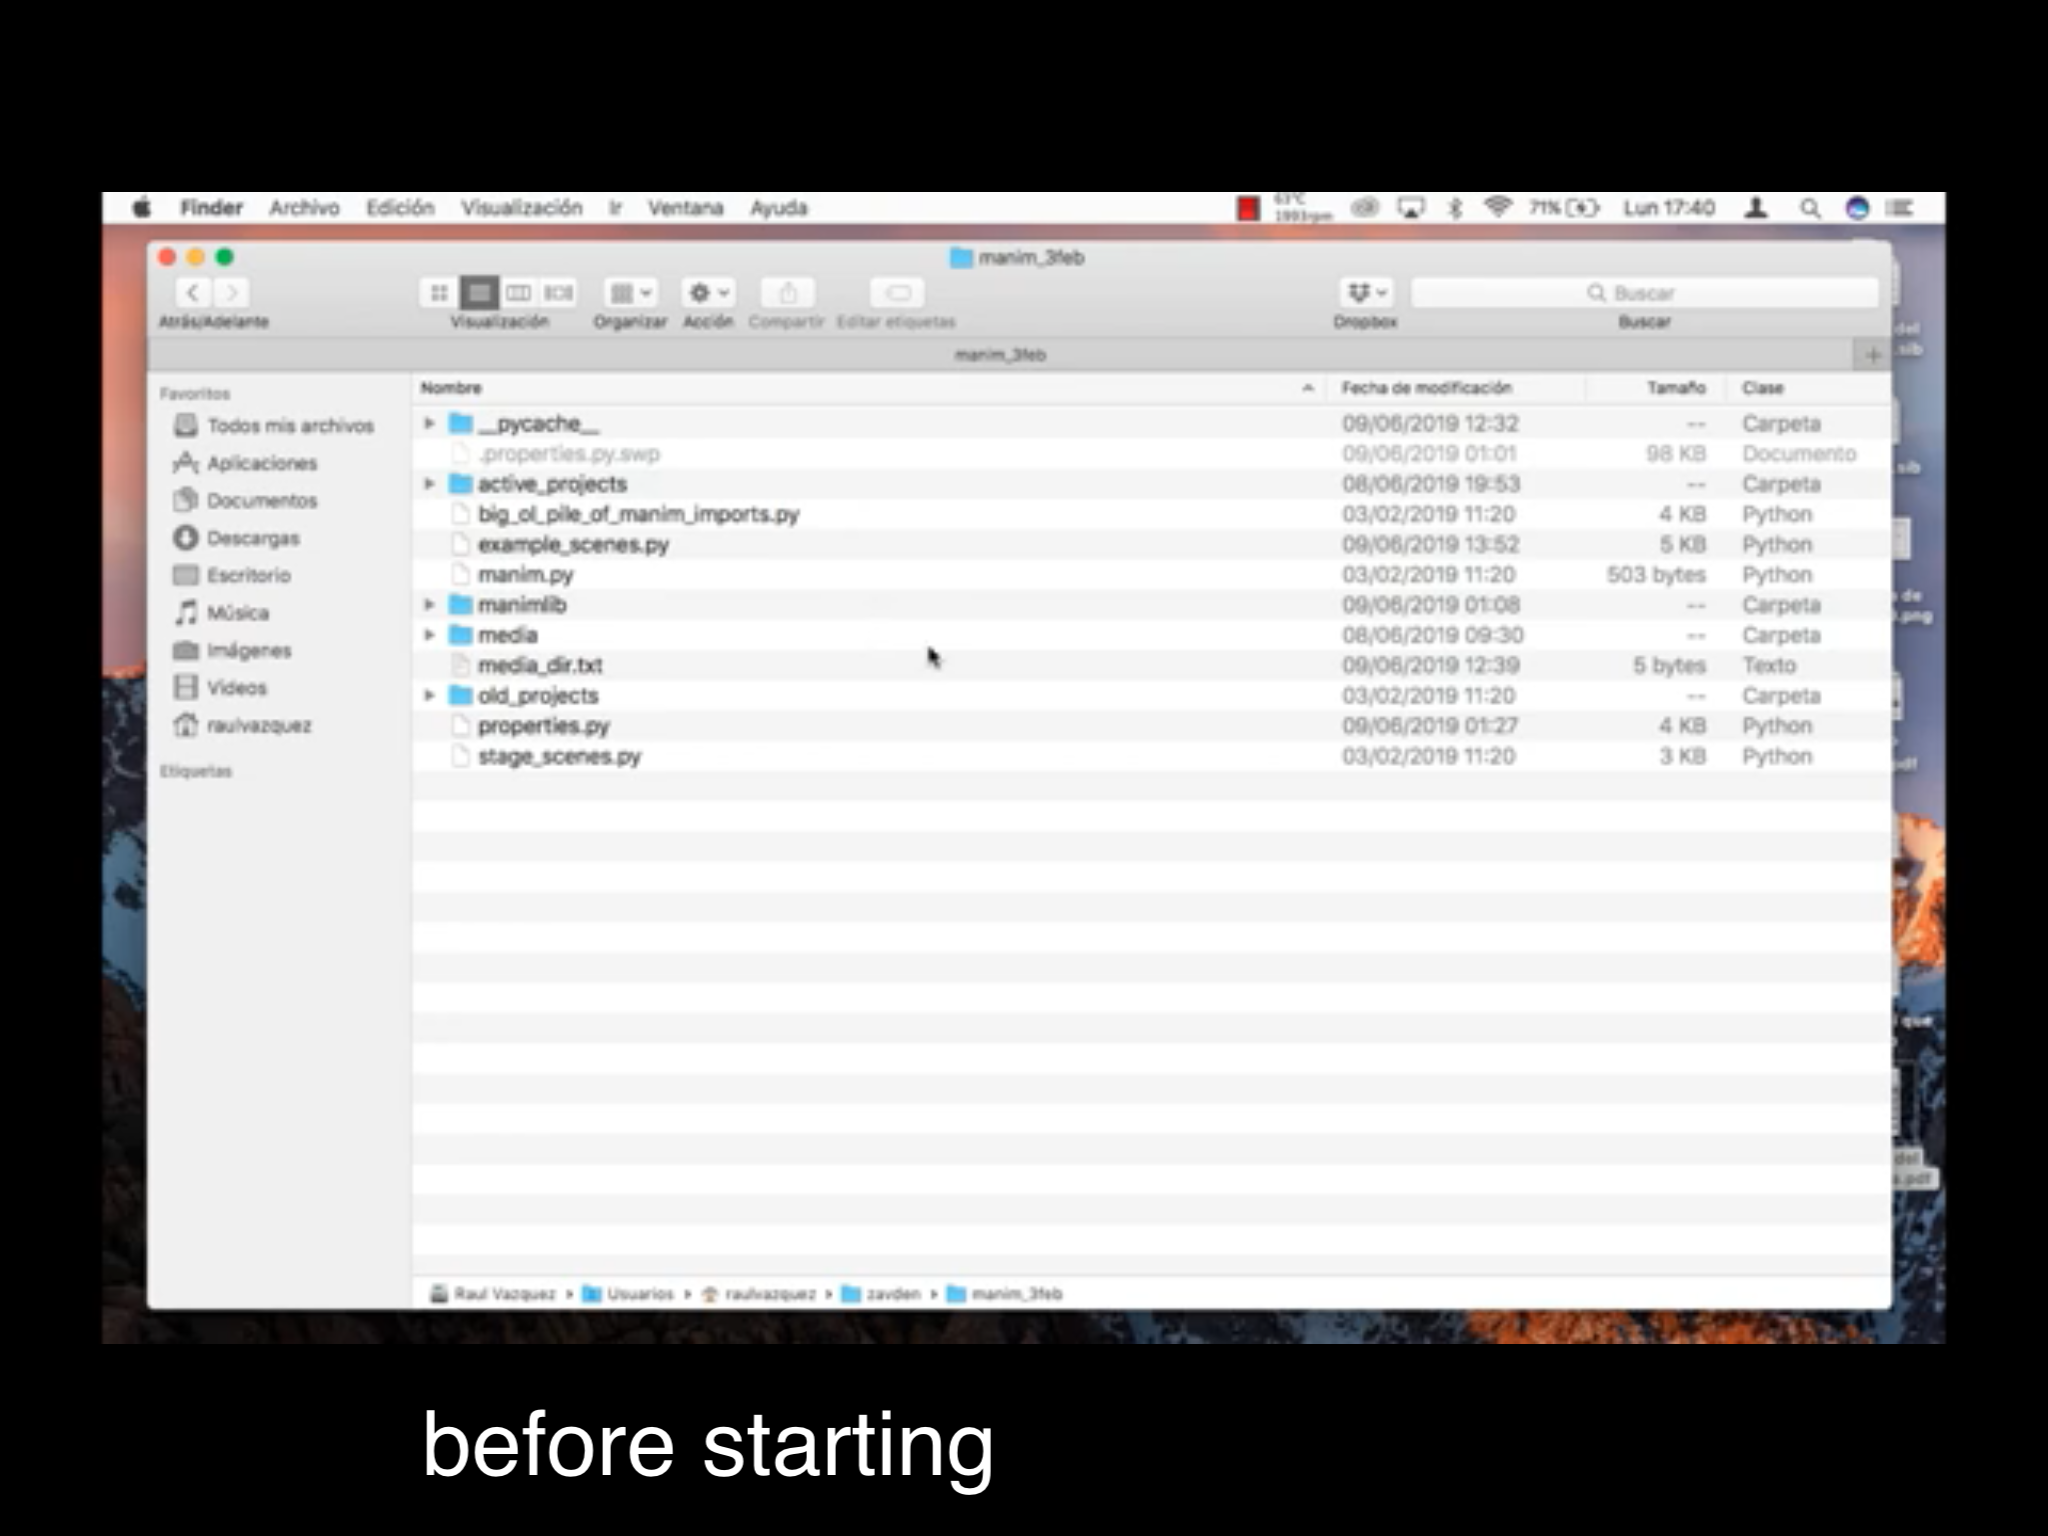 Finder Archivo Edición Visualización Ir Ventana Ayuda 63°C 1993rpm 71% Lun 17:40
manim_3feb
Atrás/Adelante Visualización Organizar Acción Compartir Editar etiquetas Dropbox Buscar
Buscar
manim_3feb
Favoritos
Todos mis archivos
Aplicaciones
Documentos
Descargas
Escritorio
Música
Imágenes
Vídeos
raulvazquez
Etiquetas
Nombre Fecha de modificación Tamaño Clase
__pycache__ 09/06/2019 12:32 -- Carpeta
.properties.py.swp 09/06/2019 01:01 98 KB Documento
active_projects 08/06/2019 19:53 -- Carpeta
big_ol_pile_of_manim_imports.py 03/02/2019 11:20 4 KB Python
example_scenes.py 09/06/2019 13:52 5 KB Python
manim.py 03/02/2019 11:20 503 bytes Python
manimlib 09/06/2019 01:08 -- Carpeta
media 08/06/2019 09:30 -- Carpeta
media_dir.txt 09/06/2019 12:39 5 bytes Texto
old_projects 03/02/2019 11:20 -- Carpeta
properties.py 09/06/2019 01:27 4 KB Python
stage_scenes.py 03/02/2019 11:20 3 KB Python
Raul Vazquez Usuarios raulvazquez zavden manim_3feb
before starting